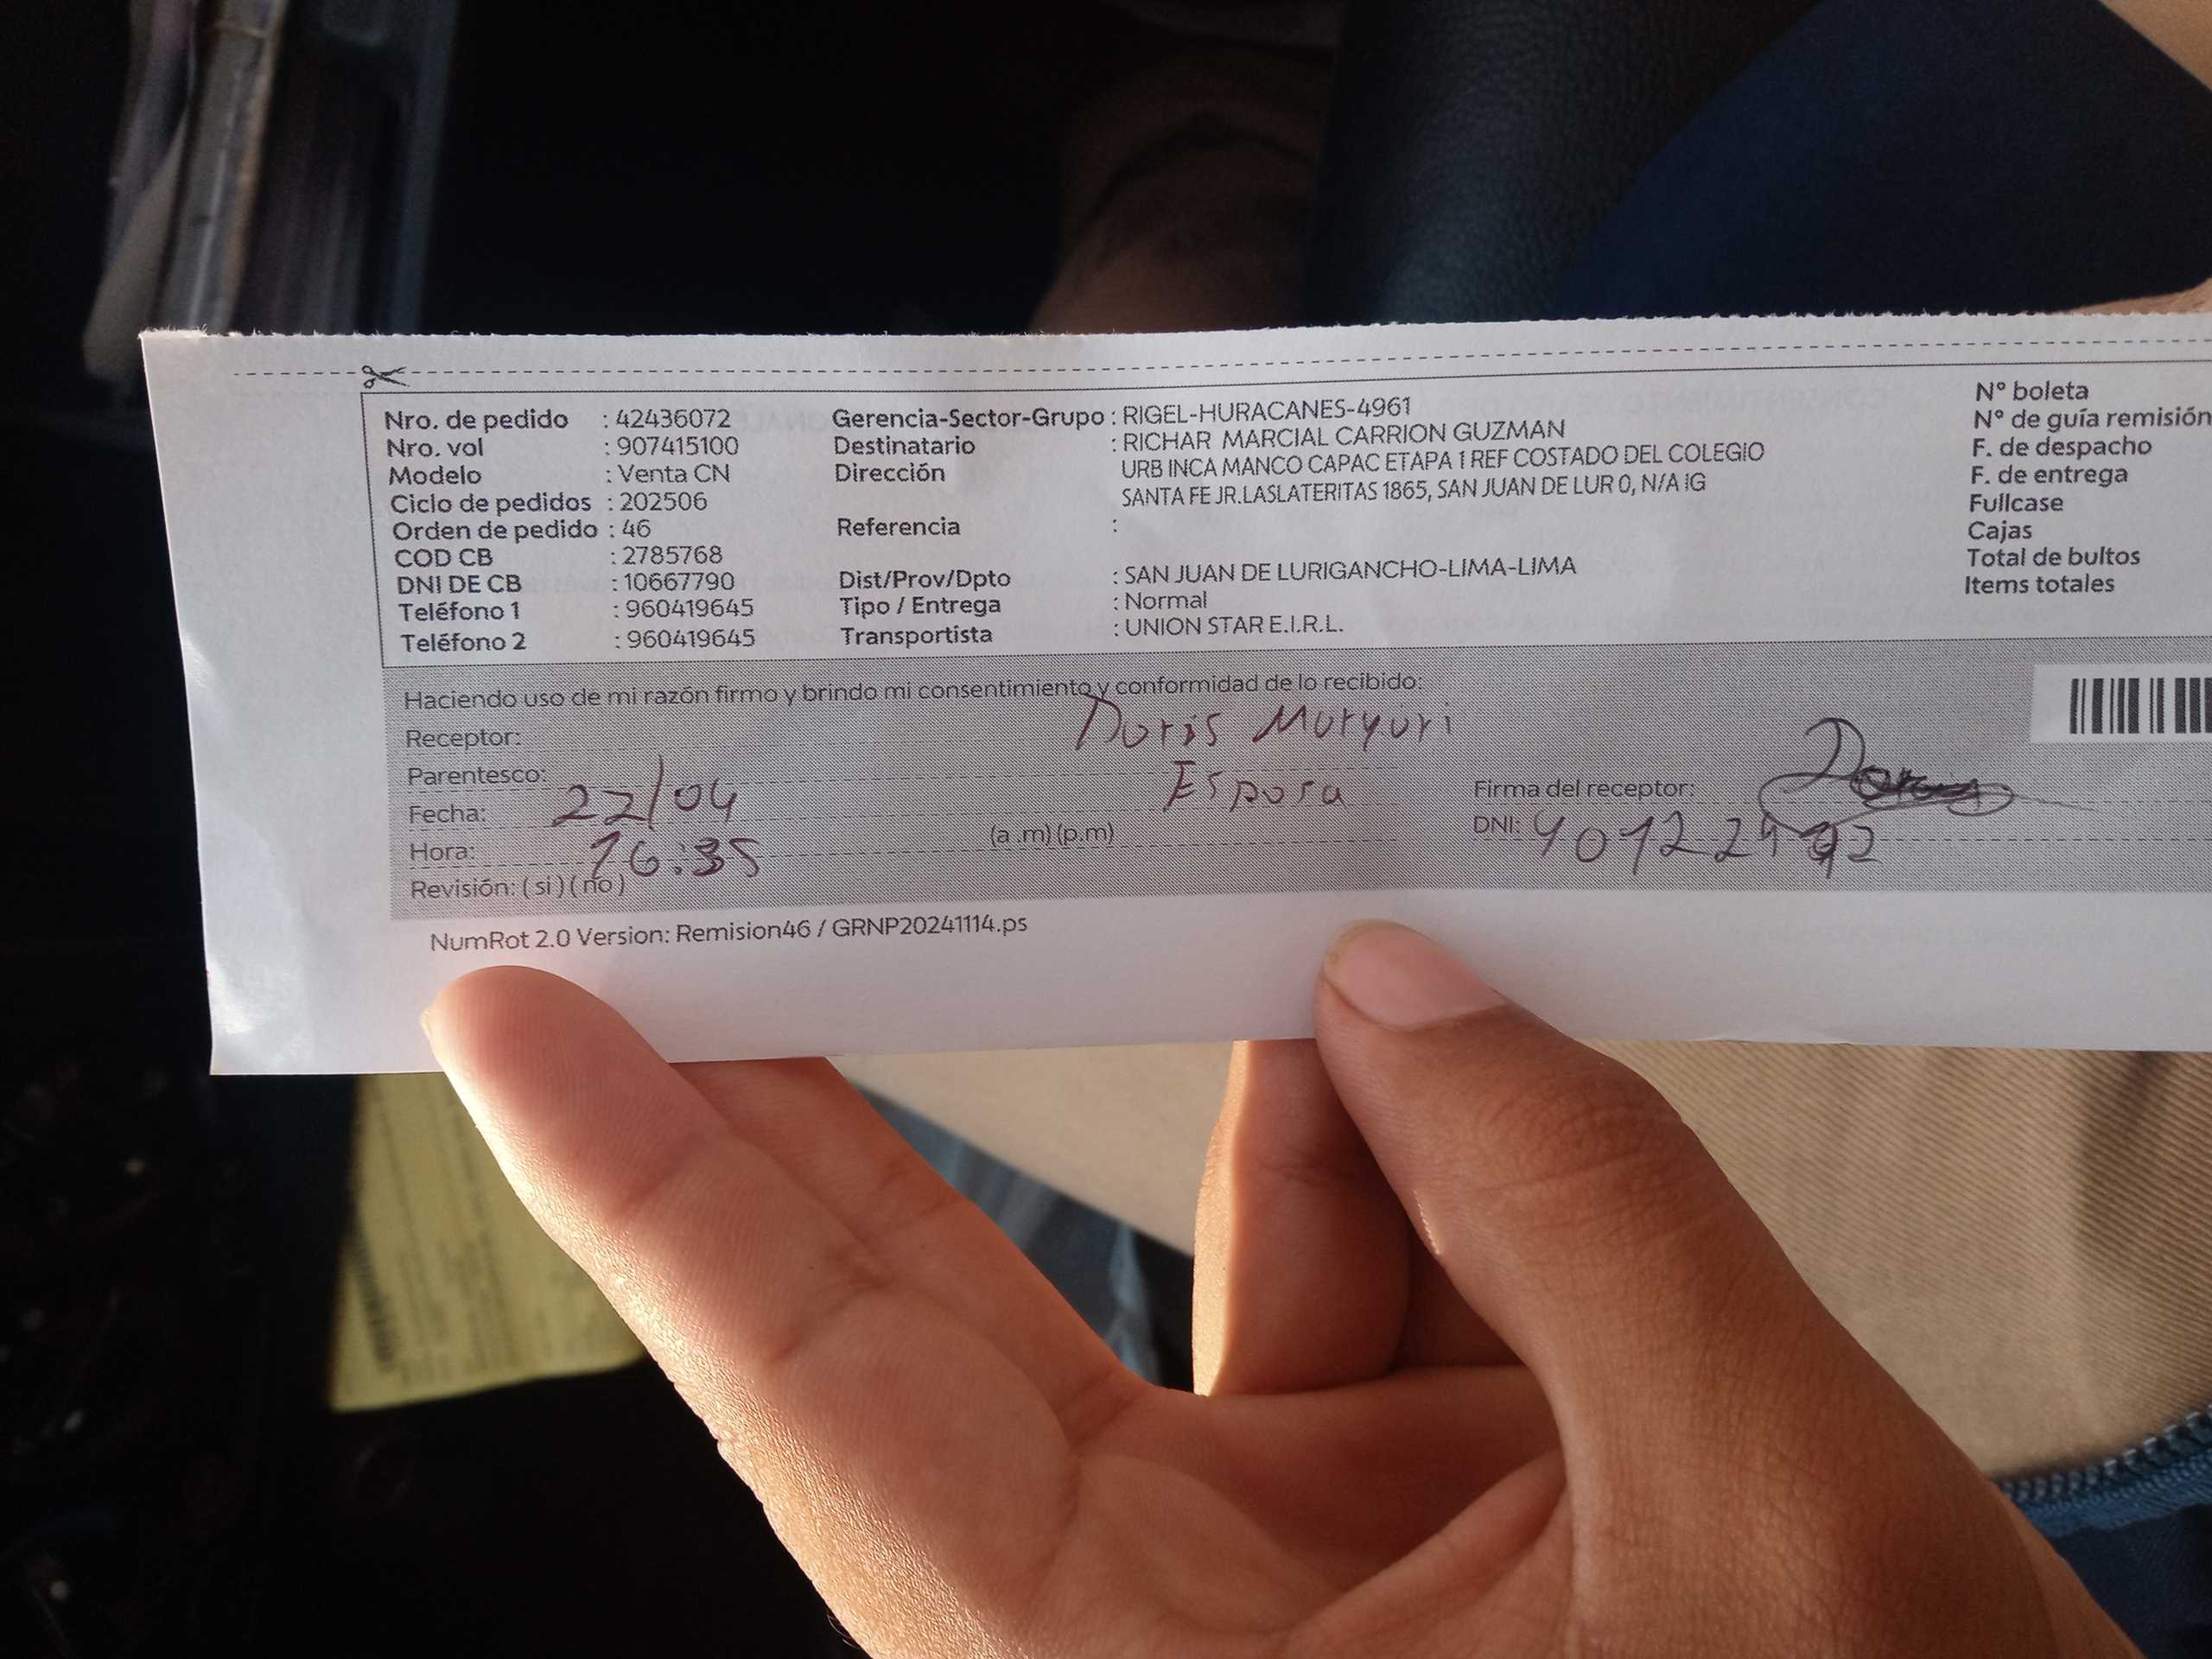 Nro. de pedido : 42436072 Gerencia-Sector-Grupo : RIGEL-HURACANES-4961 N° boleta
Nro. vol : 907415100 Destinatario : RICHAR MARCIAL CARRION GUZMAN N° de guía remisión
Modelo : Venta CN Dirección URB INCA MANCO CAPAC ETAPA 1 REF COSTADO DEL COLEGIO F. de despacho
Ciclo de pedidos : 202506 SANTA FE JR.LASLATERITAS 1865, SAN JUAN DE LUR 0, N/A IG F. de entrega
Orden de pedido : 46 Referencia : Fullcase
COD CB : 2785768 Cajas
DNI DE CB : 10667790 Dist/Prov/Dpto : SAN JUAN DE LURIGANCHO-LIMA-LIMA Total de bultos
Teléfono 1 : 960419645 Tipo / Entrega : Normal Items totales
Teléfono 2 : 960419645 Transportista : UNION STAR E.I.R.L.
Haciendo uso de mi razón firmo y brindo mi consentimiento y conformidad de lo recibido:
Receptor: Doris
Parentesco: Esposa Firma del receptor:
Fecha: 22/04 DNI:
Hora: 16:35 (a .m) (p.m)
Revisión: (si) (no)
NumRot 2.0 Version: Remision46 / GRNP20241114.ps